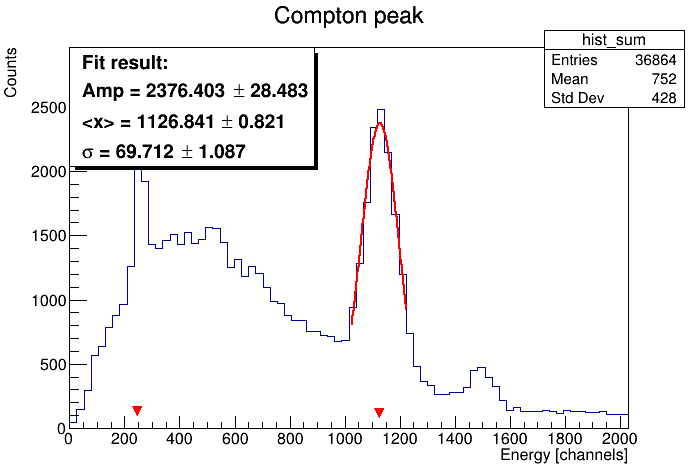 Compton peak
hist_sum
Entries 36864
Mean 752
Std Dev 428
Fit result:
Amp = 2376.403 ± 28.483
<x> = 1126.841 ± 0.821
σ = 69.712 ± 1.087
Counts
2500
2000
1500
1000
500
0
0 200 400 600 800 1000 1200 1400 1600 1800 2000
Energy [channels]